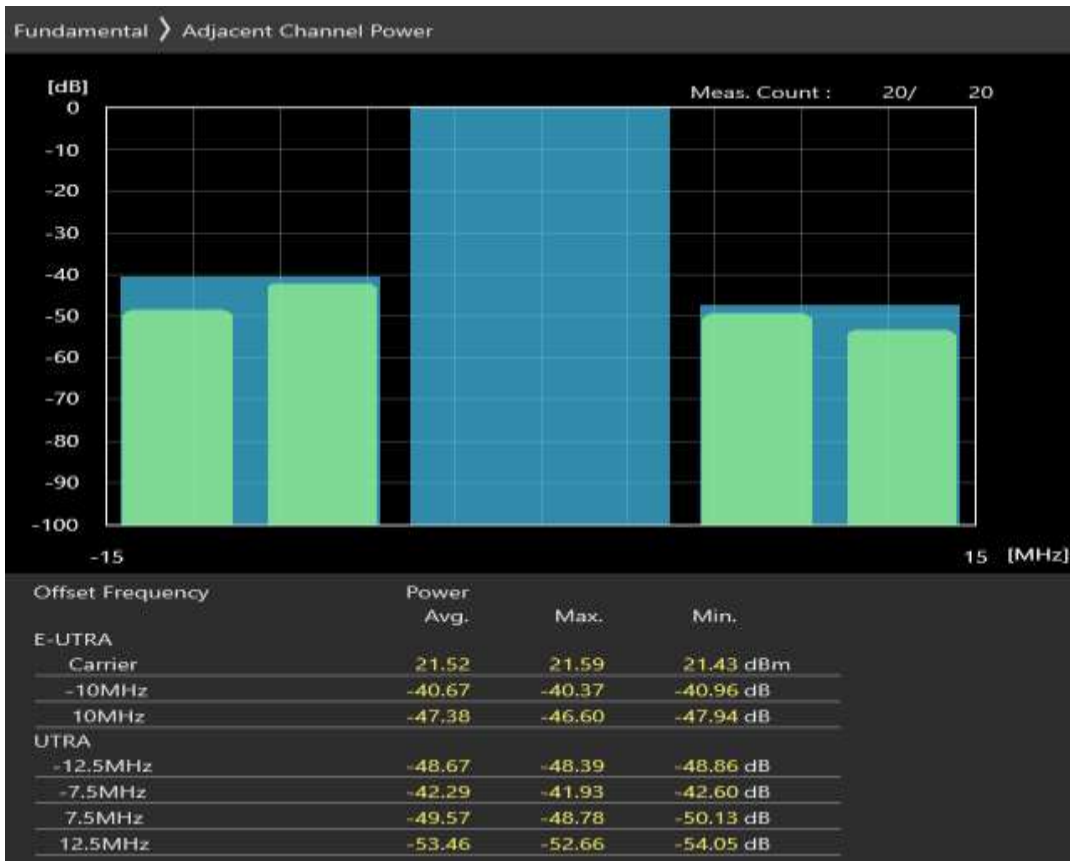 Fundamental 〉 Adjacent Channel Power
[dB]
Meas. Count : 20/ 20
0
-10
-20
-30
-40
-50
-60
-70
-80
-90
-100
-15 15 [MHz]
Offset Frequency Power
Avg. Max. Min.
E-UTRA
Carrier 21.52 21.59 21.43 dBm
-10MHz -40.67 -40.37 -40.96 dB
10MHz -47.38 -46.60 -47.94 dB
UTRA
-12.5MHz -48.67 -48.39 -48.86 dB
-7.5MHz -42.29 -41.93 -42.60 dB
7.5MHz -49.57 -48.78 -50.13 dB
12.5MHz -53.46 -52.66 -54.05 dB